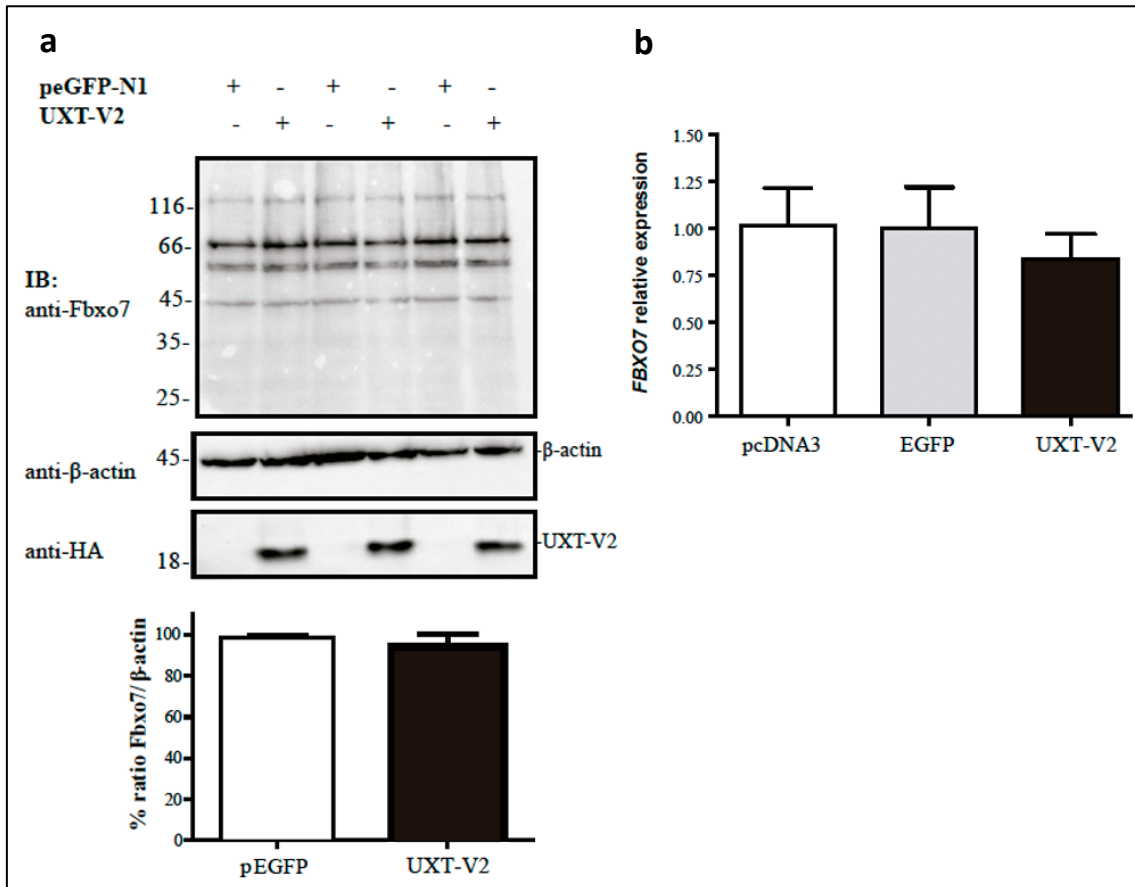 a
peGFP-N1 + - + - + -
UXT-V2 - + - + - +
116-
66-
IB:
anti-Fbxo7
45-
35-
25-
anti-β-actin
45-
-β-actin
anti-HA
18-
-UXT-V2
% ratio Fbxo7/β-actin
100
80
60
40
20
0
pEGFP
UXT-V2
b
FBXO7 relative expression
1.50
1.25
1.00
0.75
0.50
0.25
0.00
pcDNA3
EGFP
UXT-V2